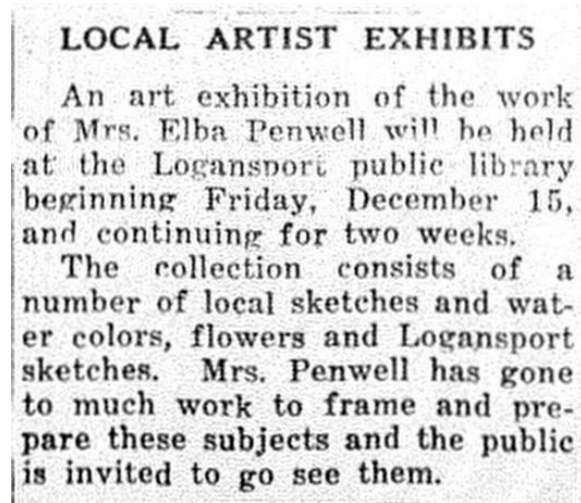 LOCAL ARTIST EXHIBITS
An art exhibition of the work
of Mrs. Elba Penwell will be held
at the Logansport public library
beginning Friday, December 15,
and continuing for two weeks.
The collection consists of a
number of local sketches and wat-
er colors, flowers and Logansport
sketches. Mrs. Penwell has gone
to much work to frame and pre-
pare these subjects and the public
is invited to go see them.